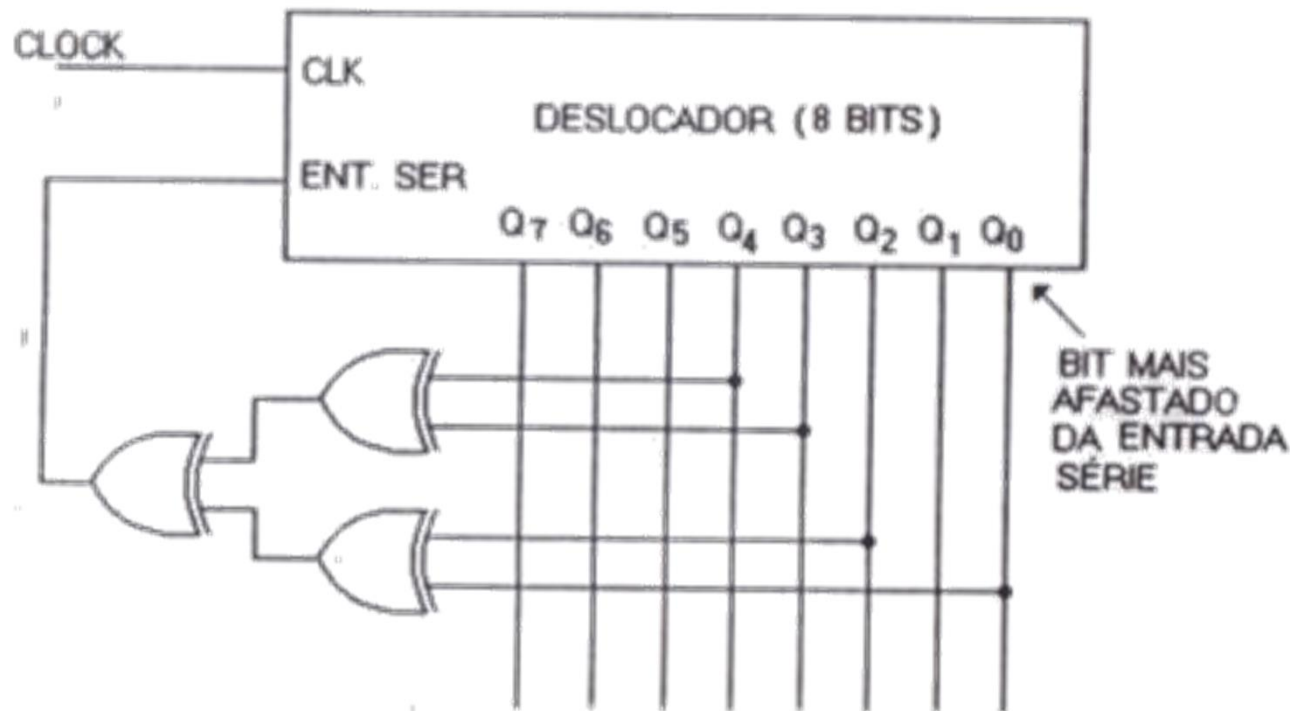 CLOCK
CLK
DESLOCADOR (8 BITS)
ENT. SER
Q7 Q6 Q5 Q4 Q3 Q2 Q1 Q0
BIT MAIS
AFASTADO
DA ENTRADA
SÉRIE